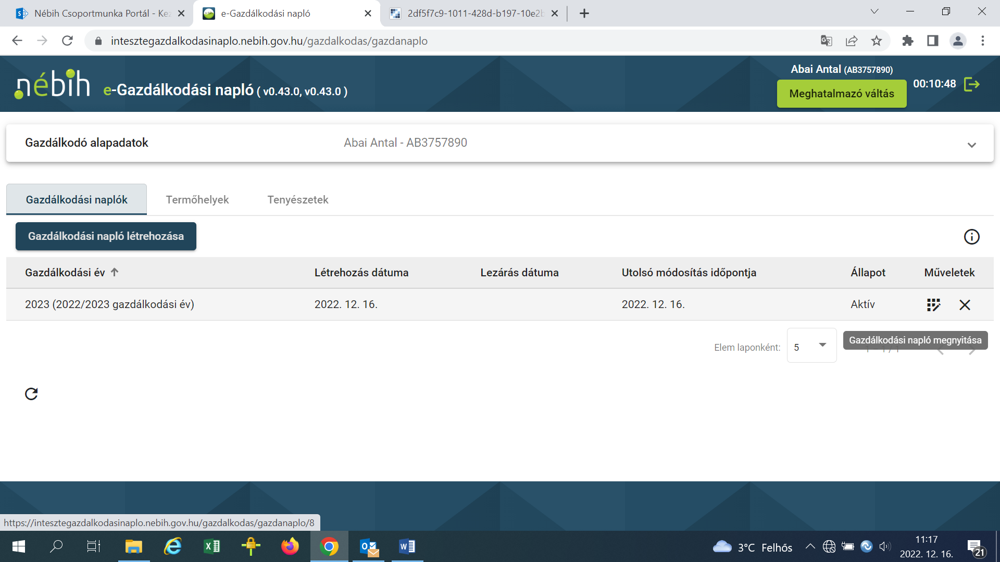 Nébih Csoportmunka Portál - Kez
e-Gazdálkodási napló
2df5f7c9-1011-428d-b197-10e2b
intesztegazdalkodasinaplo.nebih.gov.hu/gazdalkodas/gazdanaplo
nébih
e-Gazdálkodási napló ( v0.43.0, v0.43.0 )
Abai Antal (AB3757890)
Meghatalmazó váltás
00:10:48
Gazdálkodó alapadatok
Abai Antal - AB3757890
Gazdálkodási naplók
Termőhelyek
Tenyészetek
Gazdálkodási napló létrehozása
Gazdálkodási év
Létrehozás dátuma
Lezárás dátuma
Utolsó módosítás időpontja
Állapot
Műveletek
2023 (2022/2023 gazdálkodási év)
2022. 12. 16.
2022. 12. 16.
Aktív
Gazdálkodási napló megnyitása
Elem laponként:
5
https://intesztegazdalkodasinaplo.nebih.gov.hu/gazdalkodas/gazdanaplo/8
3°C Felhős
11:17
2022. 12. 16.
21